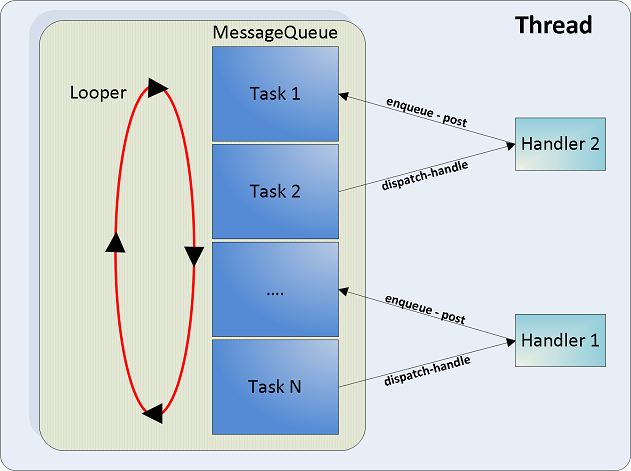 Thread
MessageQueue
Looper
Task 1
enqueue - post
Handler 2
Task 2
dispatch-handle
....
enqueue - post
Handler 1
Task N
dispatch-handle